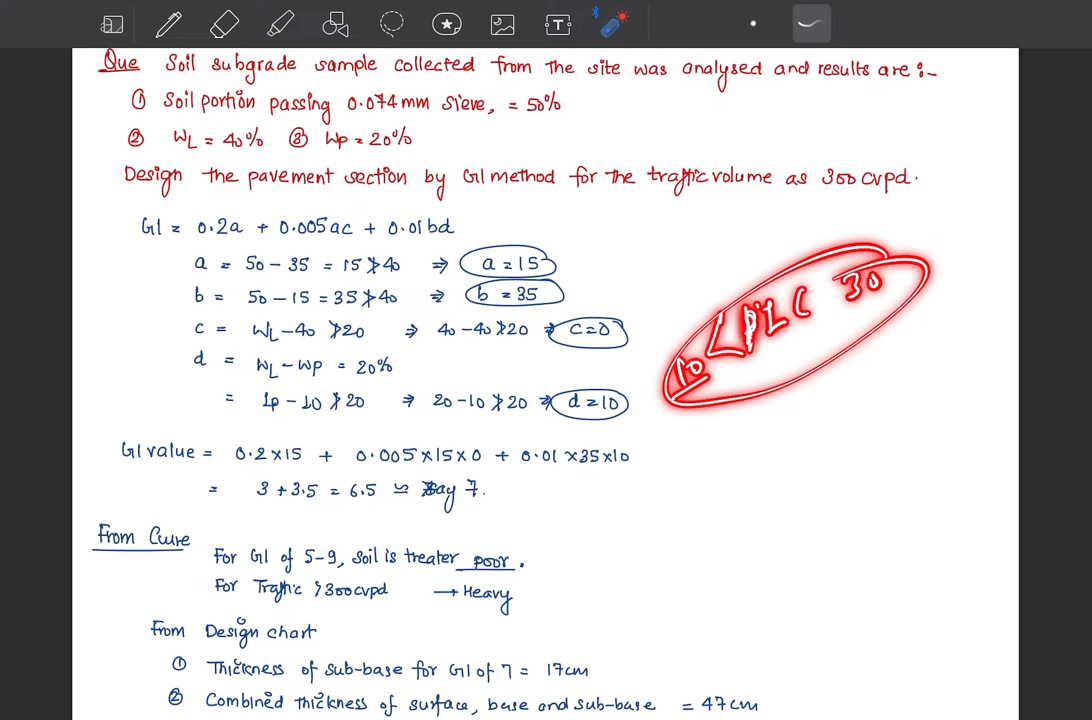 Que Soil subgrade sample collected from the site was analysed and results are :-
① Soil portion passing 0.074mm sieve, = 50%
② WL = 40% ③ Wp = 20%
Design the pavement section by GI method for the traffic volume as 300 cvpd.
GI = 0.2a + 0.005ac + 0.01bd
a = 50 - 35 = 15 ≯ 40 ⇒ a = 15
b = 50 - 15 = 35 ≯ 40 ⇒ b = 35
c = WL - 40 ≯ 20 ⇒ 40 - 40 ≯ 20 ⇒ c = 0
d = WL - Wp = 20%
= Ip - 10 ≯ 20 ⇒ 20 - 10 ≯ 20 ⇒ d = 10
10 < PI < 30
GI value = 0.2 × 15 + 0.005 × 15 × 0 + 0.01 × 35 × 10
= 3 + 3.5 = 6.5 ≃ say 7.
From Cure
For GI of 5-9, soil is treater poor.
For Traffic > 300cvpd → Heavy
From Design chart
① Thickness of sub-base for GI of 7 = 17cm
② Combined thickness of surface, base and sub-base = 47cm